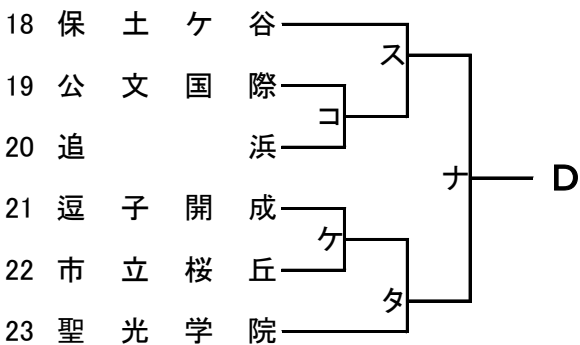 18 保土ケ谷
ス
19 公文国際
コ
20 追浜
ナ D
21 逗子開成
ケ
22 市立桜丘
タ
23 聖光学院